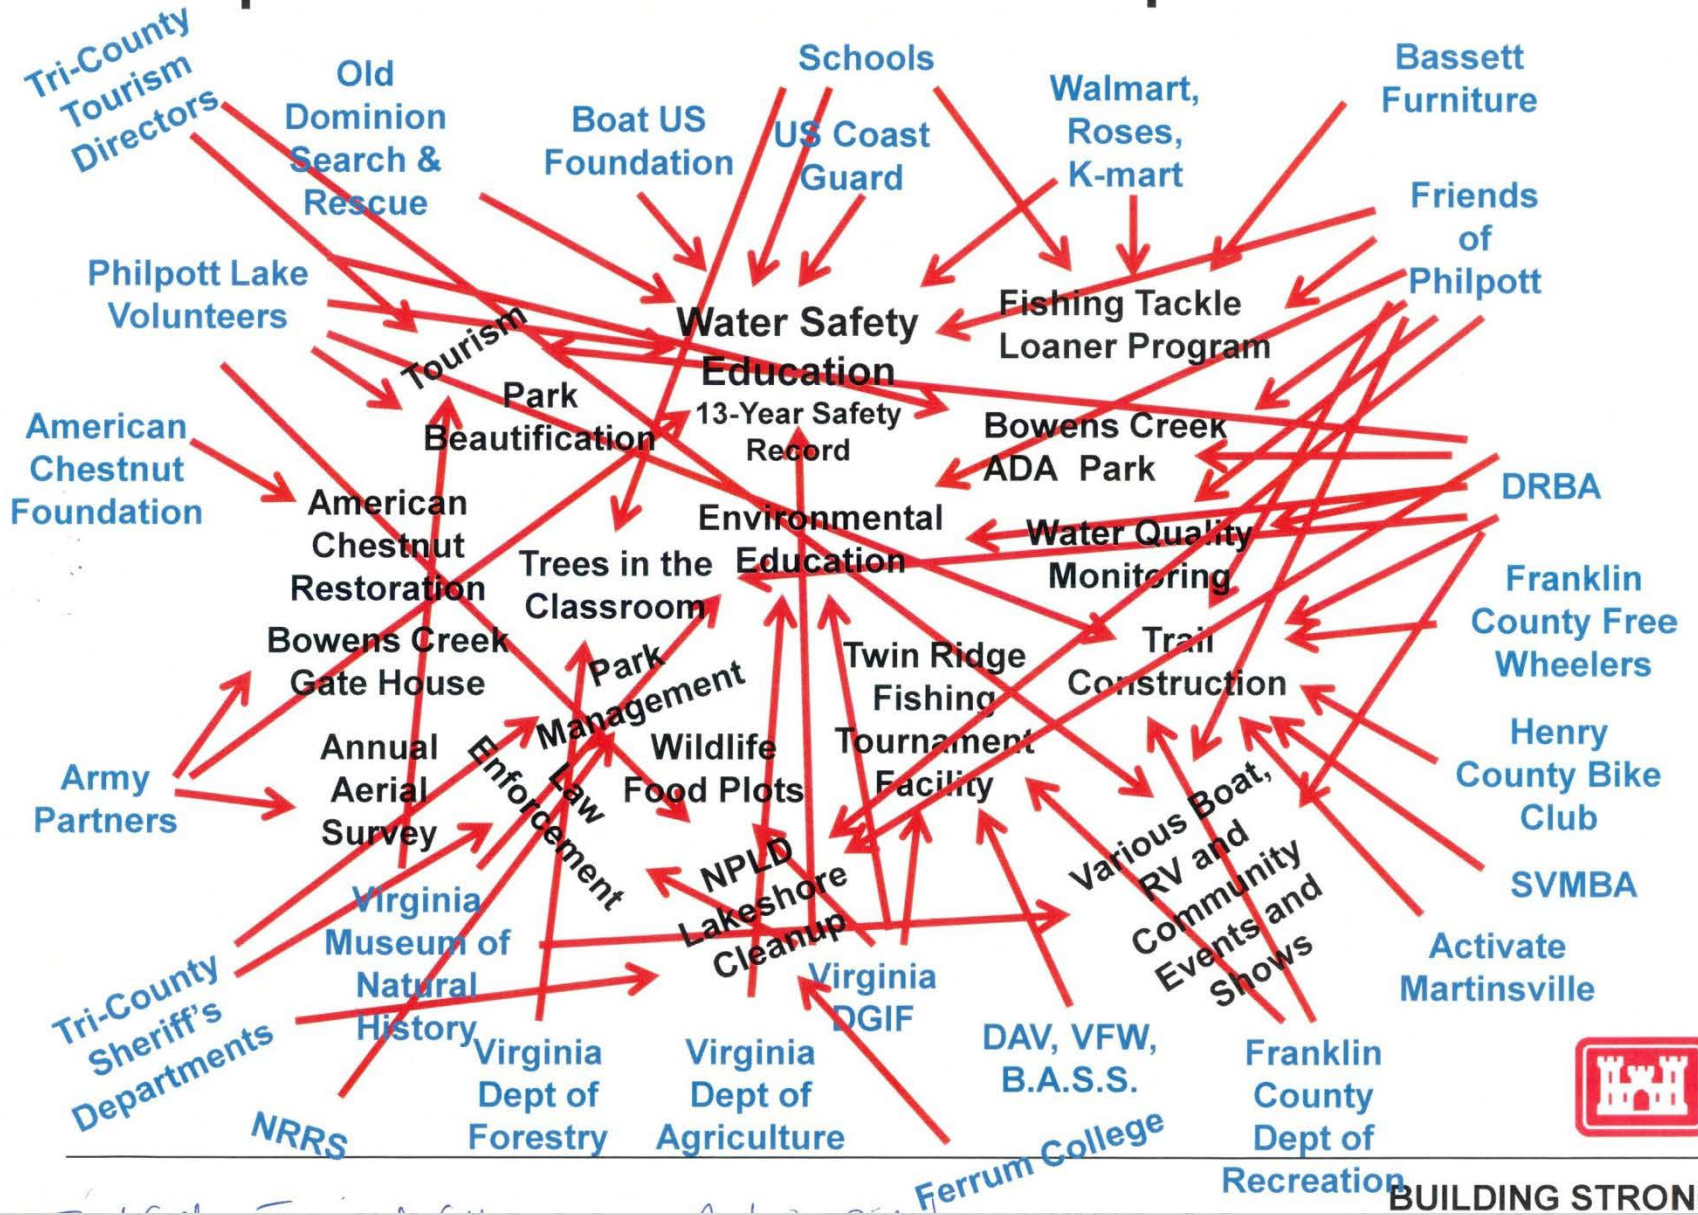 Tri-County
Tourism
Directors
Old
Dominion
Search &
Rescue
Boat US
Foundation
Schools
US Coast
Guard
Walmart,
Roses,
K-mart
Bassett
Furniture
Friends
of
Philpott
Philpott Lake
Volunteers
Tourism
Water Safety
Education
13-Year Safety
Record
Fishing Tackle
Loaner Program
Park
Beautification
Bowens Creek
ADA Park
American
Chestnut
Foundation
American
Chestnut
Restoration
Environmental
Education
Water Quality
Monitoring
DRBA
Trees in the
Classroom
Franklin
County Free
Wheelers
Bowens Creek
Gate House
Park
Management
Twin Ridge
Fishing
Tournament
Facility
Trail
Construction
Army
Partners
Annual
Aerial
Survey
Law
Enforcement
Wildlife
Food Plots
Henry
County Bike
Club
NPLD
Lakeshore
Cleanup
Various Boat,
RV and
Community
Events and
Shows
SVMBA
Activate
Martinsville
Tri-County
Sheriff's
Departments
Virginia
Museum of
Natural
History
Virginia
DGIF
NRRS
Virginia
Dept of
Forestry
Virginia
Dept of
Agriculture
DAV, VFW,
B.A.S.S.
Ferrum College
Franklin
County
Dept of
Recreation
BUILDING STRON